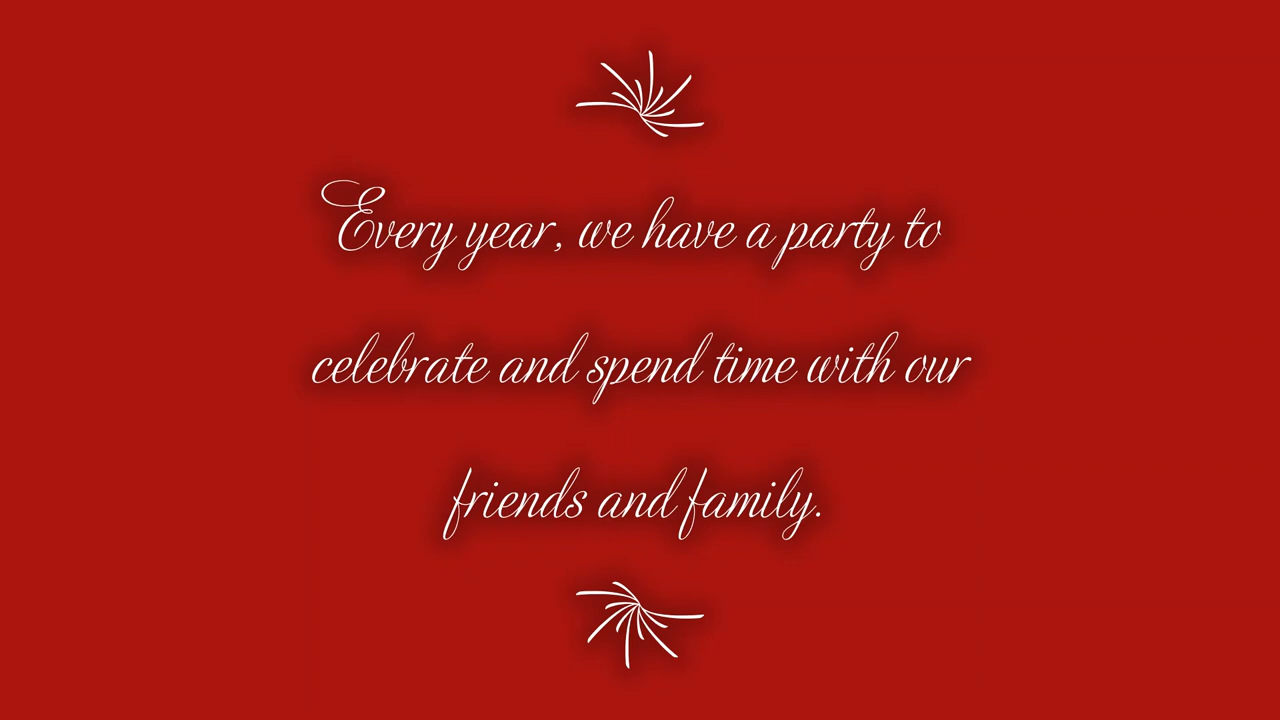 Every year, we have a party to
celebrate and spend time with our
friends and family.